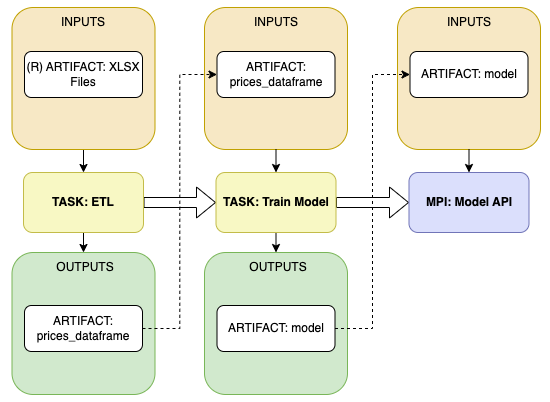 INPUTS
(R) ARTIFACT: XLSX
Files
INPUTS
ARTIFACT:
prices_dataframe
INPUTS
ARTIFACT: model
TASK: ETL
TASK: Train Model
MPI: Model API
OUTPUTS
ARTIFACT:
prices_dataframe
OUTPUTS
ARTIFACT: model